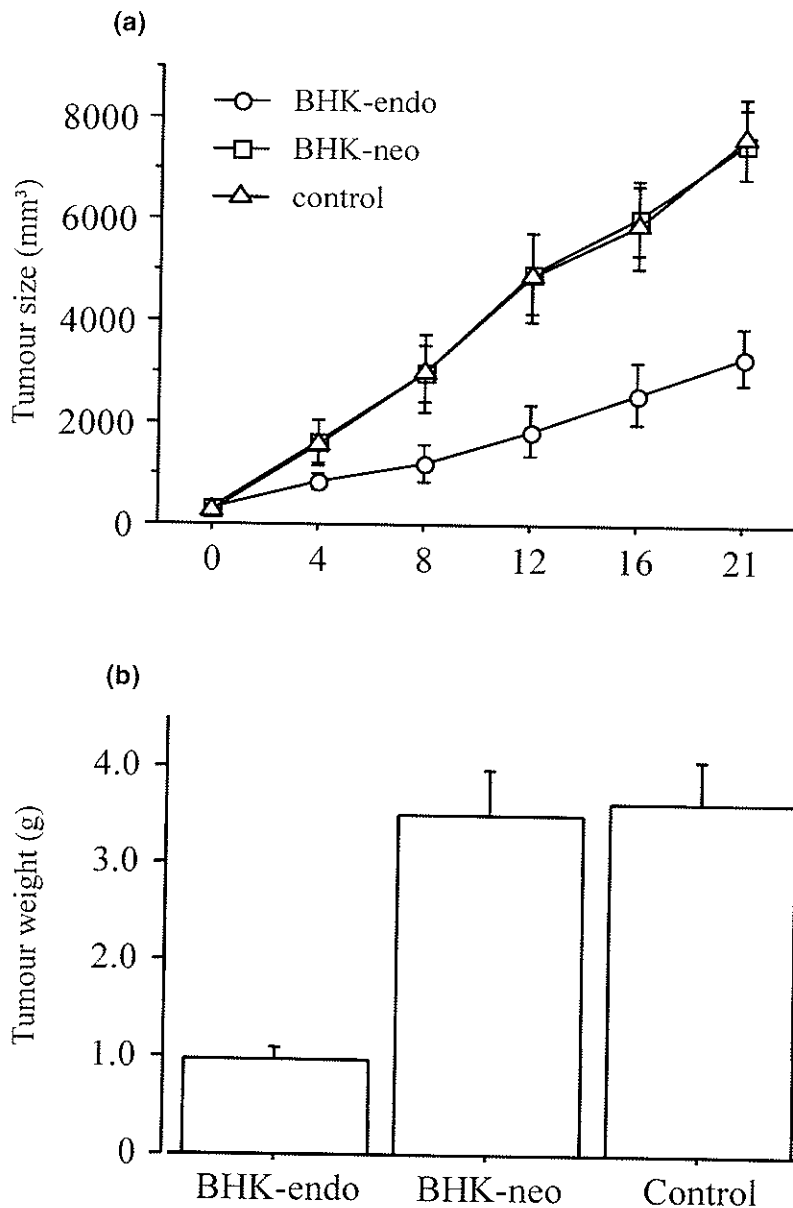 (a)
BHK-endo
BHK-neo
control
Tumour size (mm³)
8000
6000
4000
2000
0
0 4 8 12 16 21
(b)
Tumour weight (g)
4.0
3.0
2.0
1.0
0
BHK-endo BHK-neo Control